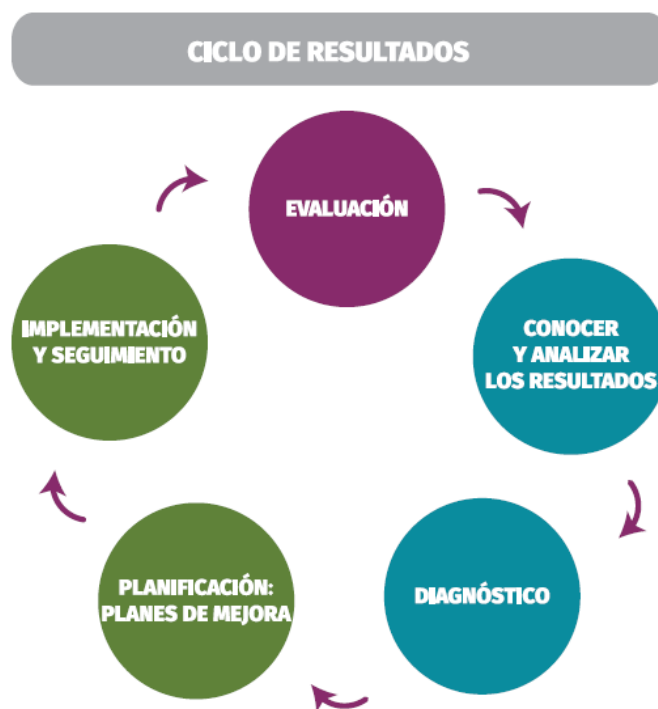 CICLO DE RESULTADOS
EVALUACIÓN
CONOCER
Y ANALIZAR
LOS RESULTADOS
DIAGNÓSTICO
PLANIFICACIÓN:
PLANES DE MEJORA
IMPLEMENTACIÓN
Y SEGUIMIENTO